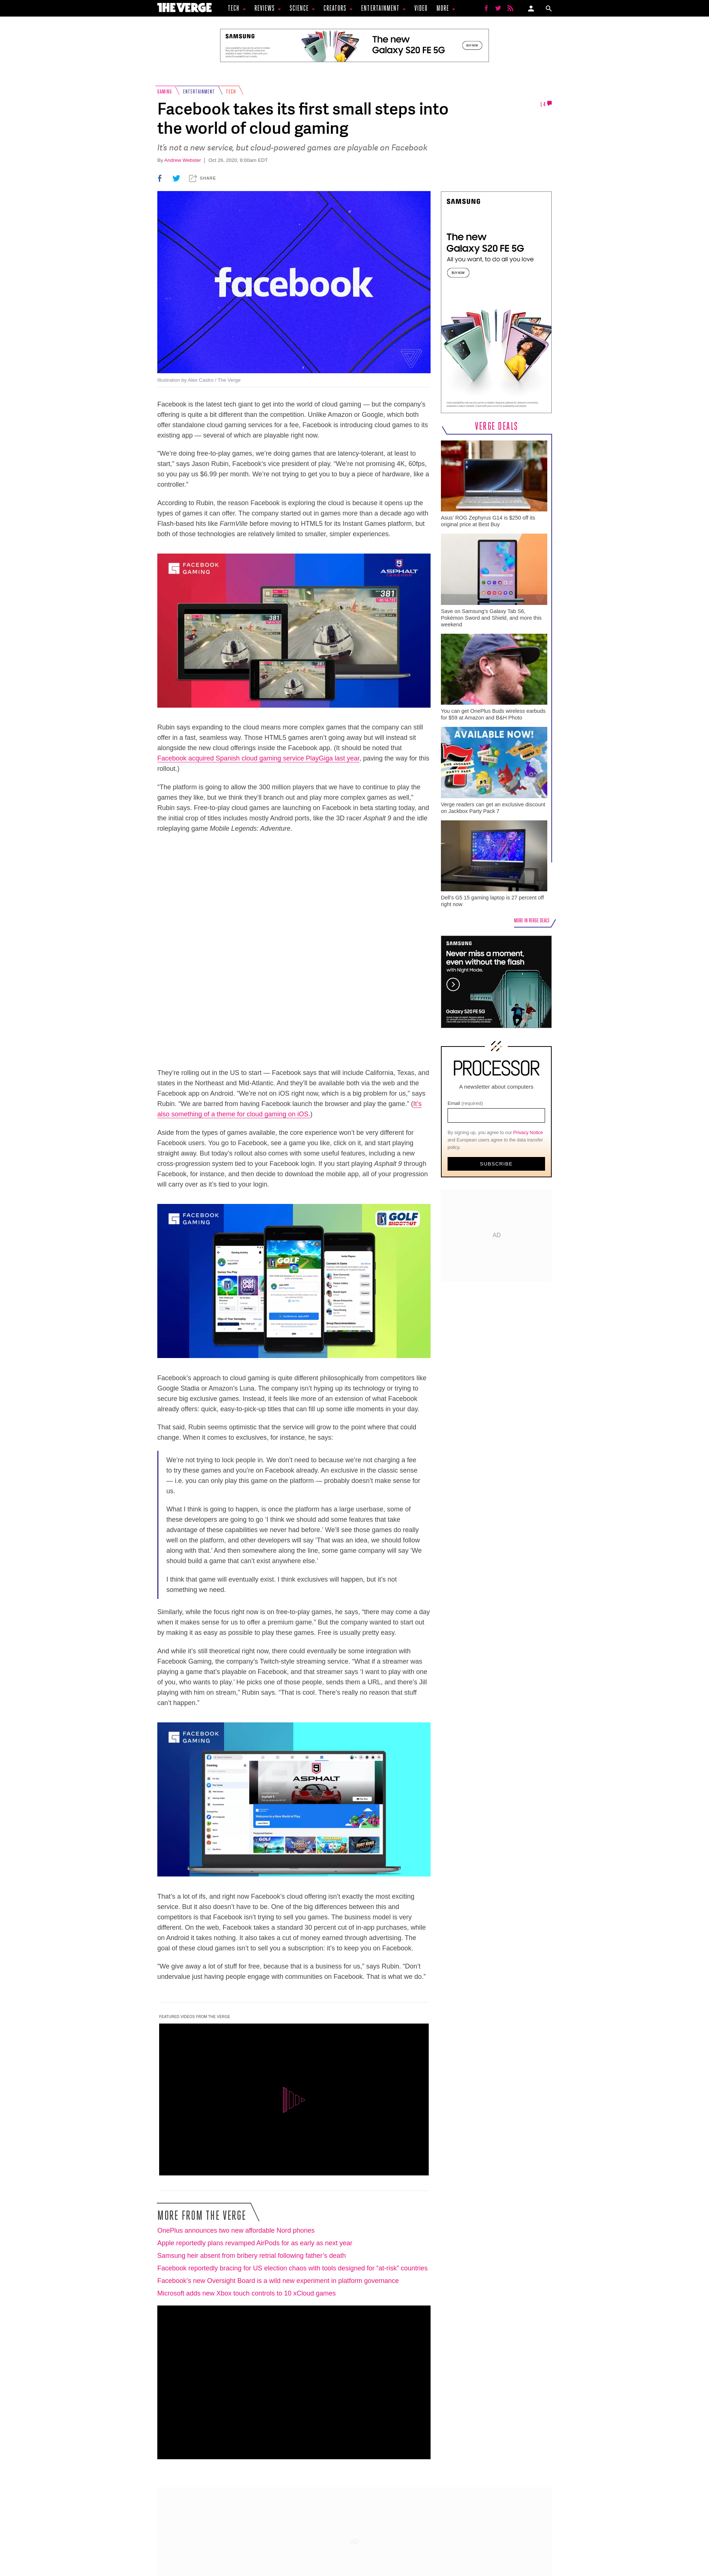 THE VERGE
TECH REVIEWS SCIENCE CREATORS ENTERTAINMENT VIDEO MORE
SAMSUNG
The new
Galaxy S20 FE 5G
BUY NOW
GAMING ENTERTAINMENT TECH
Facebook takes its first small steps into
the world of cloud gaming
14
It's not a new service, but cloud-powered games are playable on Facebook
By Andrew Webster | Oct 26, 2020, 9:00am EDT
SHARE
facebook
Illustration by Alex Castro / The Verge
Facebook is the latest tech giant to get into the world of cloud gaming — but the company's
offering is quite a bit different than the competition. Unlike Amazon or Google, which both
offer standalone cloud gaming services for a fee, Facebook is introducing cloud games to its
existing app — several of which are playable right now.
"We're doing free-to-play games, we're doing games that are latency-tolerant, at least to
start," says Jason Rubin, Facebook's vice president of play. "We're not promising 4K, 60fps,
so you pay us $6.99 per month. We're not trying to get you to buy a piece of hardware, like a
controller."
According to Rubin, the reason Facebook is exploring the cloud is because it opens up the
types of games it can offer. The company started out in games more than a decade ago with
Flash-based hits like FarmVille before moving to HTML5 for its Instant Games platform, but
both of those technologies are relatively limited to smaller, simpler experiences.
FACEBOOK
GAMING
ASPHALT
381
381
Rubin says expanding to the cloud means more complex games that the company can still
offer in a in a small footprint. Those HTML5 games aren't going away but will instead sit
alongside the new cloud offerings inside the Facebook app. (It should be noted that
Facebook acquired Spanish cloud gaming service PlayGiga last year, paving the way for this
rollout.)
"The platform is going to allow the 300 million players that we have to continue to play the
games they like, but we think they'll branch out and play more complex games as well,"
Rubin says. Free-to-play cloud games are launching on Facebook in beta starting today, and
the initial crop of titles includes mostly Android ports, like the 3D racer Asphalt 9 and the idle
roleplaying game Mobile Legends: Adventure.
They're rolling out in the US to start — Facebook says that will include California, Texas, and
states in the Northeast and Mid-Atlantic. And they'll be available both via the web and the
Facebook app on Android. "We're not on iOS right now, which is a big problem for us," says
Rubin. "We are barred from having Facebook launch the browser and play the game." (It's
also something of a theme for cloud gaming on iOS.)
Aside from the types of games available, the core experience won't be very different for
Facebook users. You go to Facebook, see a game you like, click on it, and start playing
straight away. But today's rollout also comes with some useful features, including a new
cross-progression system tied to your Facebook login. If you start playing Asphalt 9 through
Facebook, for instance, and then decide to download the mobile app, all of your progression
will carry over as it's tied to your login.
FACEBOOK
GAMING
GOLF
SHOOTOUT
GOLF
Facebook's approach to cloud gaming is quite different philosophically from competitors like
Google Stadia or Amazon's Luna. The company isn't hyping up its technology or trying to
secure big exclusive games. Instead, it feels like more of an extension of what Facebook
already offers: quick, easy-to-pick-up titles that can fill up some idle moments in your day.
That said, Rubin seems optimistic that the service will grow to the point where that could
change. When it comes to exclusives, for instance, he says:
We're not trying to lock people in. We don't need to because we're not charging a fee
to try these games and you're on Facebook already. An exclusive in the classic sense
— i.e. you can only play this game on the platform — probably doesn't make sense for
us.
What I think is going to happen, is once the platform has a large userbase, some of
these developers are going to go 'I think we should add some features that take
advantage of these capabilities we never had before.' We'll see those games do really
well on the platform, and other developers will say 'That was an idea, we should follow
along with that.' And then somewhere along the line, some game company will say 'We
should build a game that can't exist anywhere else.'
I think that game will eventually exist. I think exclusives will happen, but it's not
something we need.
Similarly, while the focus right now is on free-to-play games, he says, "there may come a day
when it makes sense for us to offer a premium game." But the company wanted to start out
by making it as easy as possible to play these games. Free is usually pretty easy.
And while it's still theoretical right now, there could eventually be some integration with
Facebook Gaming, the company's Twitch-style streaming service. "What if a streamer was
playing a game that's playable on Facebook, and that streamer says 'I want to play with one
of you, who wants to play.' He picks one of those people, sends them a URL, and there's Jill
playing with him on stream," Rubin says. "That is cool. There's really no reason that stuff
can't happen."
FACEBOOK
GAMING
ASPHALT
GOLF
That's a lot of ifs, and right now Facebook's cloud offering isn't exactly the most exciting
service. But it also doesn't have to be. One of the big differences between this and
competitors is that Facebook isn't trying to sell you games. The business model is very
different. On the web, Facebook takes a standard 30 percent cut of in-app purchases, while
on Android it takes nothing. It also takes a cut of money earned through advertising. The
goal of these cloud games isn't to sell you a subscription: it's to keep you on Facebook.
"We give away a lot of stuff for free, because that is a business for us," says Rubin. "Don't
undervalue just having people engage with communities on Facebook. That is what we do."
FEATURED VIDEOS FROM THE VERGE
MORE FROM THE VERGE
OnePlus announces two new affordable Nord phones
Apple reportedly plans revamped AirPods for as early as next year
Samsung heir absent from bribery retrial following father's death
Facebook reportedly bracing for US election chaos with tools designed for "at-risk" countries
Facebook's new Oversight Board is a wild new experiment in platform governance
Microsoft adds new Xbox touch controls to 10 xCloud games
SAMSUNG
The new
Galaxy S20 FE 5G
All you want, to do all you love
BUY NOW
VERGE DEALS
Asus' ROG Zephyrus G14 is $250 off its
original price at Best Buy
Save on Samsung's Galaxy Tab S6,
Pokémon Sword and Shield, and more this
weekend
You can get OnePlus Buds wireless earbuds
for $59 at Amazon and B&H Photo
AVAILABLE NOW!
Verge readers can get an exclusive discount
on Jackbox Party Pack 7
Dell's G5 15 gaming laptop is 27 percent off
right now
MORE IN VERGE DEALS
SAMSUNG
Never miss a moment,
even without the flash
with Night Mode.
Galaxy S20 FE 5G
PROCESSOR
A newsletter about computers
Email (required)
By signing up, you agree to our Privacy Notice
and European users agree to the data transfer
policy.
SUBSCRIBE
AD